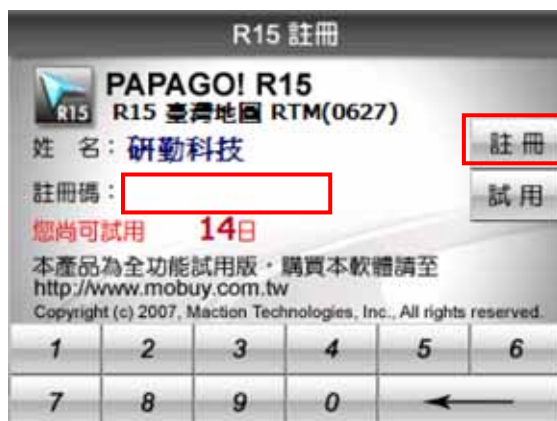 R15 註冊
R15
PAPAGO! R15
R15 臺灣地圖 RTM(0627)
姓 名：研勤科技
註冊
註冊碼：
試用
您尚可試用 14日
本產品為全功能試用版，購買本軟體請至
http://www.mobuy.com.tw
Copyright (c) 2007, Maction Technologies, Inc., All rights reserved.
1 2 3 4 5 6
7 8 9 0